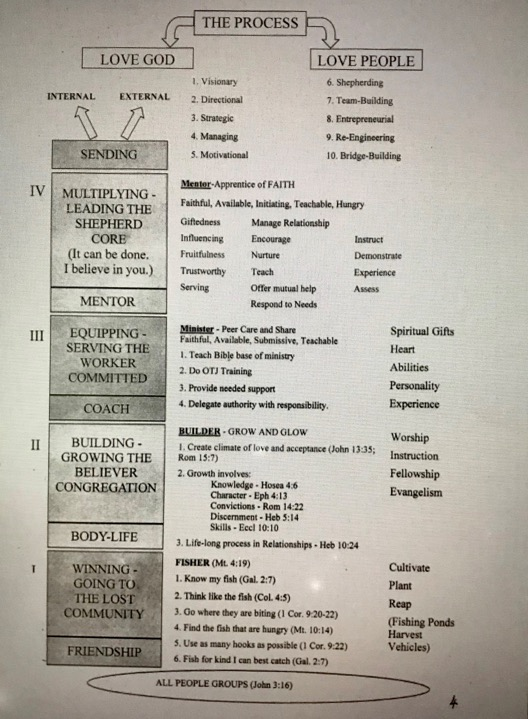 THE PROCESS
LOVE GOD
LOVE PEOPLE
INTERNAL
EXTERNAL
SENDING
1. Visionary
2. Directional
3. Strategic
4. Managing
5. Motivational
6. Shepherding
7. Team-Building
8. Entrepreneurial
9. Re-Engineering
10. Bridge-Building
IV
MULTIPLYING -
LEADING THE
SHEPHERD
CORE
(It can be done.
I believe in you.)
MENTOR
Mentor-Apprentice of FAITH
Faithful, Available, Initiating, Teachable, Hungry
Giftedness
Influencing
Fruitfulness
Trustworthy
Serving
Manage Relationship
Encourage
Nurture
Teach
Offer mutual help
Respond to Needs
Instruct
Demonstrate
Experience
Assess
III
EQUIPPING -
SERVING THE
WORKER
COMMITTED
COACH
Minister - Peer Care and Share
Faithful, Available, Submissive, Teachable
1. Teach Bible base of ministry
2. Do OTJ Training
3. Provide needed support
4. Delegate authority with responsibility.
Spiritual Gifts
Heart
Abilities
Personality
Experience
II
BUILDING -
GROWING THE
BELIEVER
CONGREGATION
BODY-LIFE
BUILDER - GROW AND GLOW
1. Create climate of love and acceptance (John 13:35;
Rom 15:7)
2. Growth involves:
Knowledge - Hosea 4:6
Character - Eph 4:13
Convictions - Rom 14:22
Discernment - Heb 5:14
Skills - Eccl 10:10
3. Life-long process in Relationships - Heb 10:24
Worship
Instruction
Fellowship
Evangelism
I
WINNING -
GOING TO
THE LOST
COMMUNITY
FRIENDSHIP
FISHER (Mt. 4:19)
1. Know my fish (Gal. 2:7)
2. Think like the fish (Col. 4:5)
3. Go where they are biting (1 Cor. 9:20-22)
4. Find the fish that are hungry (Mt. 10:14)
5. Use as many hooks as possible (1 Cor. 9:22)
6. Fish for kind I can best catch (Gal. 2:7)
Cultivate
Plant
Reap
(Fishing Ponds
Harvest
Vehicles)
ALL PEOPLE GROUPS (John 3:16)
4